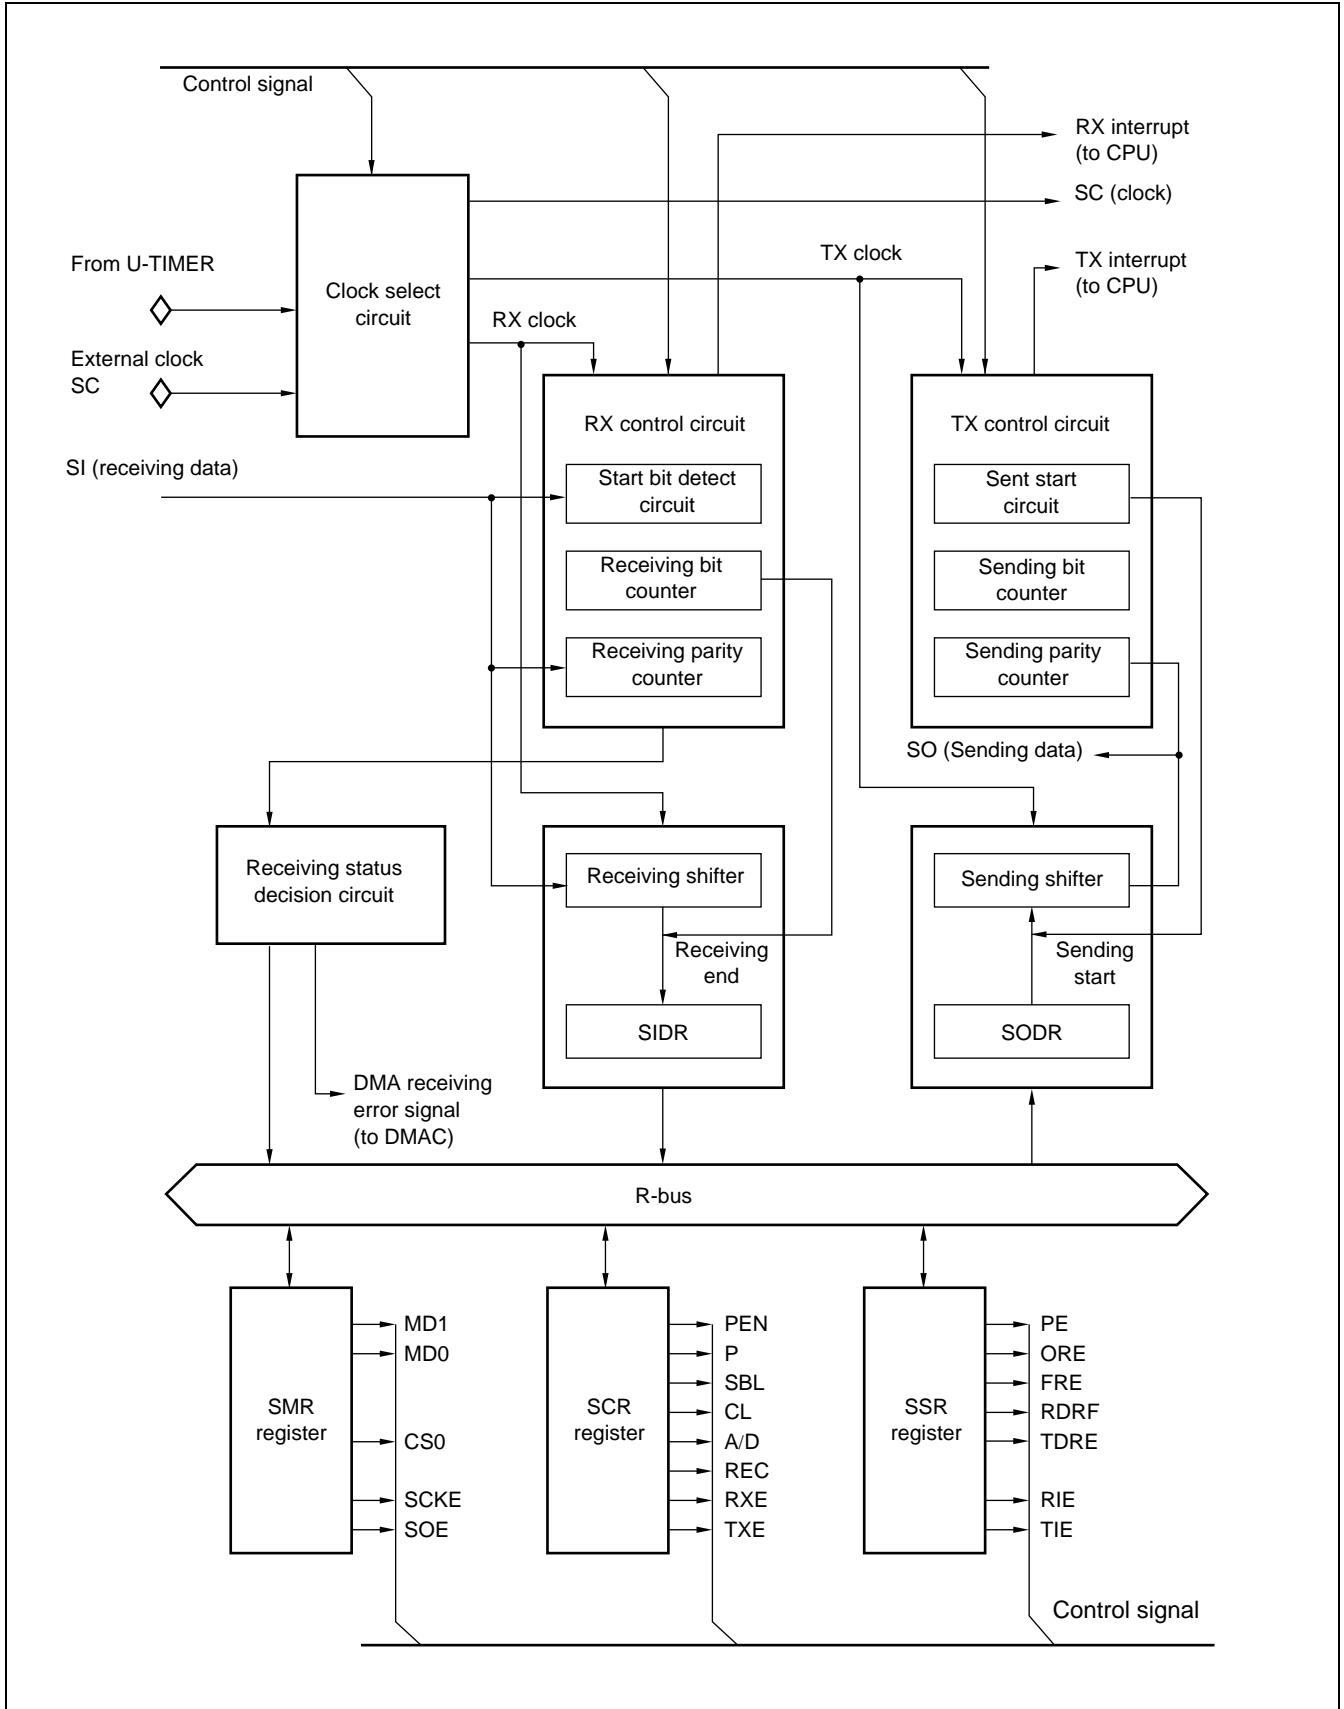 Control signal
RX interrupt
(to CPU)
SC (clock)
TX clock
TX interrupt
(to CPU)
From U-TIMER
Clock select
circuit
RX clock
External clock
SC
RX control circuit
TX control circuit
SI (receiving data)
Start bit detect
circuit
Sent start
circuit
Receiving bit
counter
Sending bit
counter
Receiving parity
counter
Sending parity
counter
SO (Sending data)
Receiving status
decision circuit
Receiving shifter
Sending shifter
Receiving
end
Sending
start
SIDR
SODR
DMA receiving
error signal
(to DMAC)
R-bus
SMR
register
MD1
MD0
CS0
SCKE
SOE
SCR
register
PEN
P
SBL
CL
A/D
REC
RXE
TXE
SSR
register
PE
ORE
FRE
RDRF
TDRE
RIE
TIE
Control signal